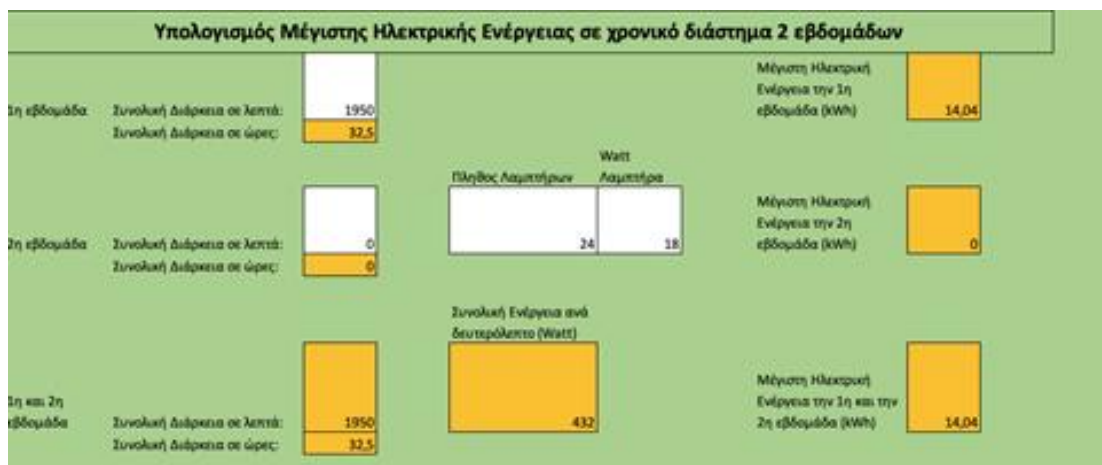 Υπολογισμός Μέγιστης Ηλεκτρικής Ενέργειας σε χρονικό διάστημα 2 εβδομάδων
Μέγιστη Ηλεκτρική
Ενέργεια την 1η
1η εβδομάδα Συνολική Διάρκεια σε λεπτά: 1950 εβδομάδα (kWh) 14,04
Συνολική Διάρκεια σε ώρες: 32,5
Watt
Πληθος Λαμπτήρων Λαμπτήρα
Μέγιστη Ηλεκτρική
Ενέργεια την 2η
2η εβδομάδα Συνολική Διάρκεια σε λεπτά: 0 24 18 εβδομάδα (kWh) 0
Συνολική Διάρκεια σε ώρες: 0
Συνολική Ενέργεια ανά
δευτερόλεπτο (Watt)
Μέγιστη Ηλεκτρική
1η και 2η Ενέργεια την 1η και την
εβδομάδα Συνολική Διάρκεια σε λεπτά: 1950 432 2η εβδομάδα (kWh) 14,04
Συνολική Διάρκεια σε ώρες: 32,5